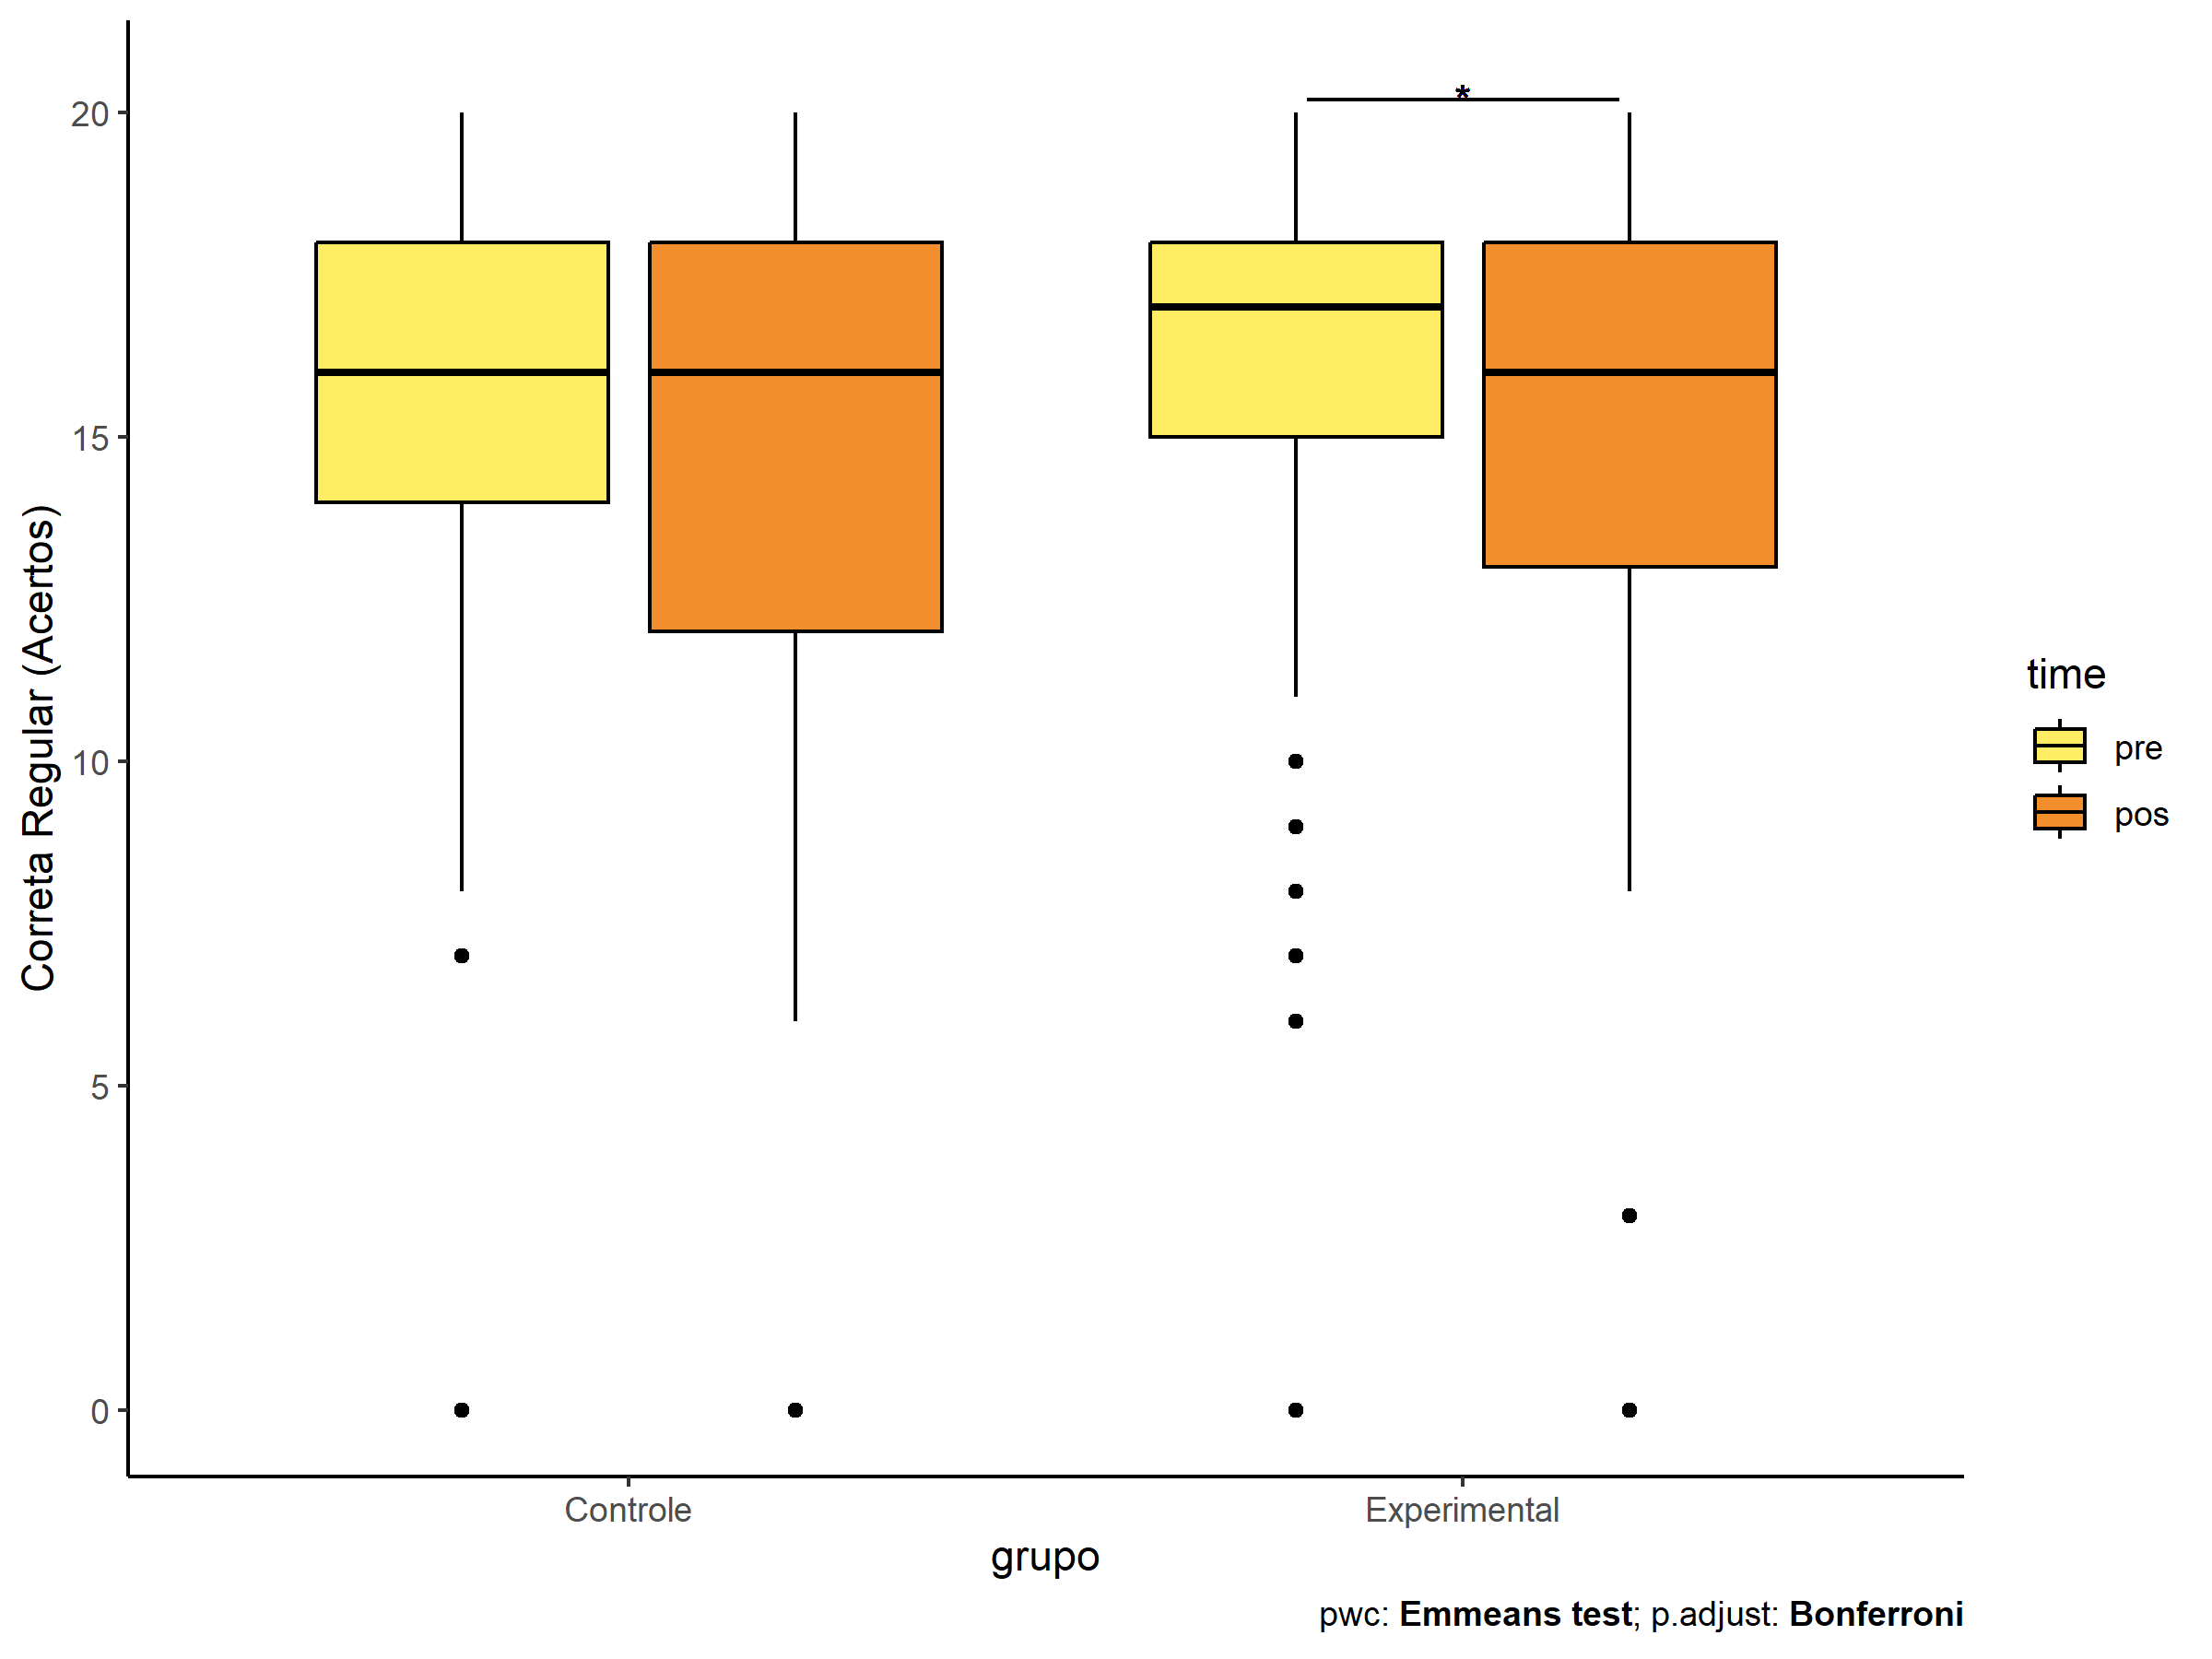 *
20
15
10
5
0
Correta Regular (Acertos)
Controle
Experimental
grupo
time
pre
pos
pwc: Emmeans test; p.adjust: Bonferroni